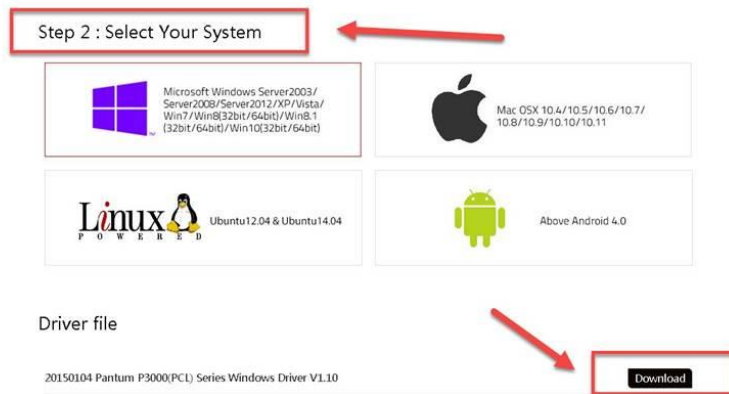 Step 2 : Select Your System
Microsoft Windows Server2003/
Server2008/Server2012/XP/Vista/
Win7/Win8(32bit/64bit)/Win8.1
(32bit/64bit)/Win10(32bit/64bit)
TM
Mac OSX 10.4/10.5/10.6/10.7/
10.8/10.9/10.10/10.11
Linux
POWERED
Ubuntu12.04 & Ubuntu14.04
Above Android 4.0
Driver file
20150104 Pantum P3000(PCL) Series Windows Driver V1.10
Download